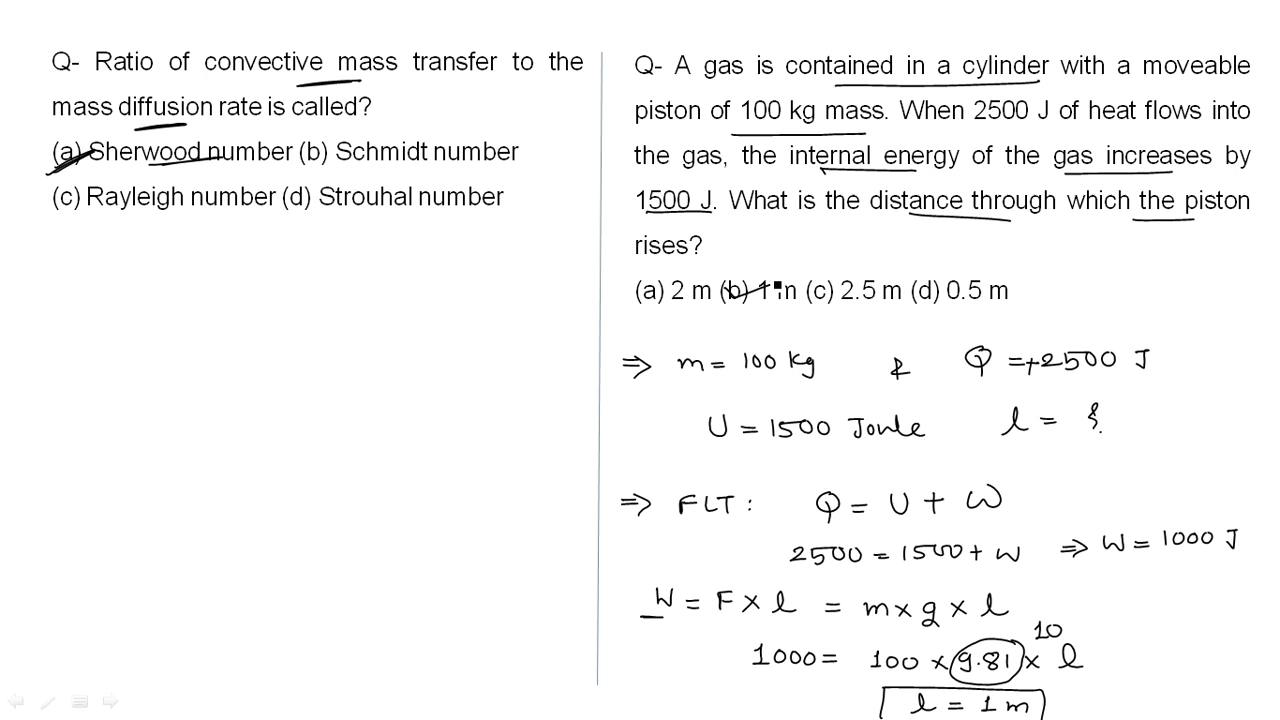 Q- Ratio of convective mass transfer to the
mass diffusion rate is called?
(a) Sherwood number (b) Schmidt number
(c) Rayleigh number (d) Strouhal number
Q- A gas is contained in a cylinder with a moveable
piston of 100 kg mass. When 2500 J of heat flows into
the gas, the internal energy of the gas increases by
1500 J. What is the distance through which the piston
rises?
(a) 2 m (b) 1 m (c) 2.5 m (d) 0.5 m
⇒ m = 100 kg & Q = +2500 J
U = 1500 Joule l = ?
⇒ FLT : Q = U + W
2500 = 1500 + W ⇒ W = 1000 J
W = F × l = m × g × l
10
1000 = 100 × 9.81 × l
l = 1 m